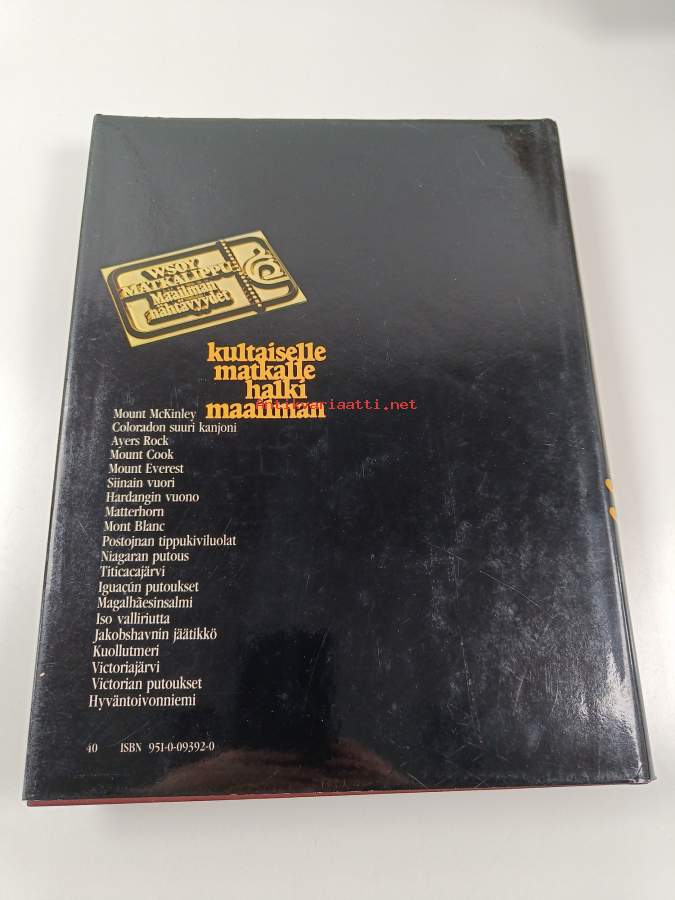 WSOY
MATKALIPPU
Maailman
nähtävyydet
kultaiselle
matkalle
halki
maailman
antikvariaatti.net
Mount McKinley
Coloradon suuri kanjoni
Ayers Rock
Mount Cook
Mount Everest
Siinain vuori
Hardangin vuono
Matterhorn
Mont Blanc
Postojnan tippukiviluolat
Niagaran putous
Titicacajärvi
Iguaçún putoukset
Magalhãesinsalmi
Iso valliriutta
Jakobshavnin jäätikkö
Kuollutmeri
Victoriajärvi
Victorian putoukset
Hyväntoivonniemi
40 ISBN 951-0-09392-0